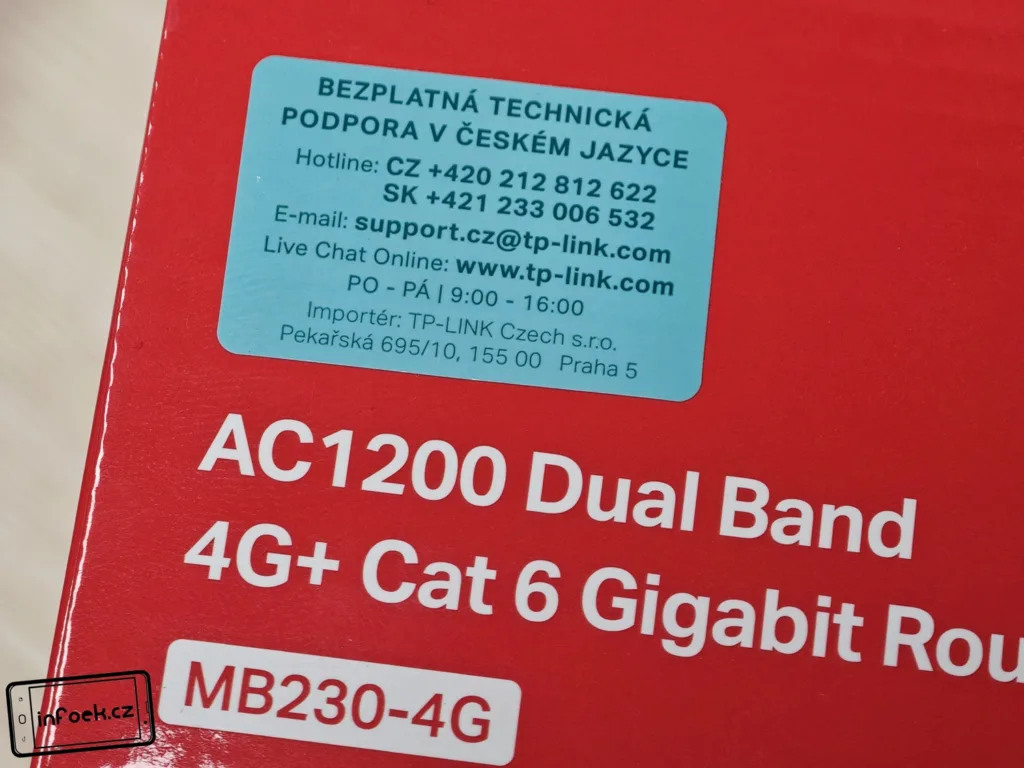 BEZPLATNÁ TECHNICKÁ
PODPORA V ČESKÉM JAZYCE
Hotline: CZ +420 212 812 622
SK +421 233 006 532
E-mail: support.cz@tp-link.com
Live Chat Online: www.tp-link.com
PO - PÁ | 9:00 - 16:00
Importér: TP-LINK Czech s.r.o.
Pekařská 695/10, 155 00 Praha 5
AC1200 Dual Band
4G+ Cat 6 Gigabit Rou
MB230-4G
infoek.cz